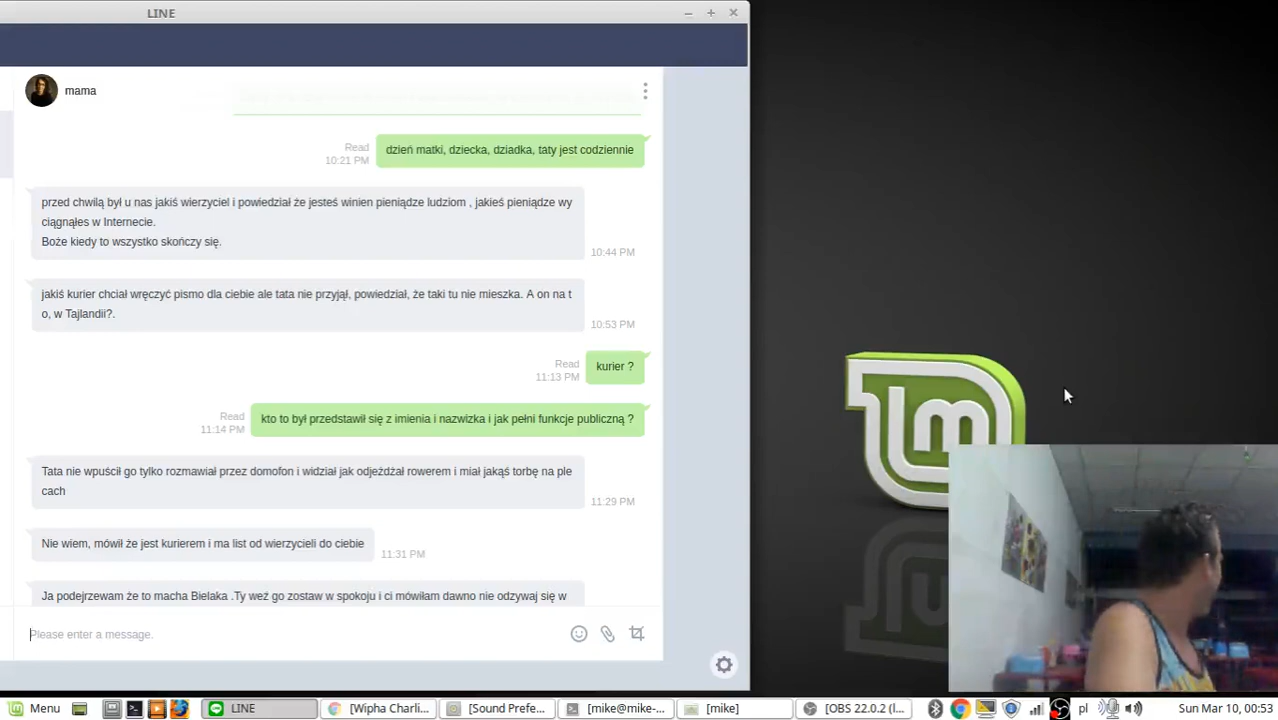 LINE
mama
dzień matki, dziecka, dziadka, taty jest codziennie
Read
10:21 PM
przed chwilą był u nas jakiś wierzyciel i powiedział że jesteś winien pieniądze ludziom , jakieś pieniądze wy
ciągnąłes w Internecie.
Boże kiedy to wszystko skończy się.
10:44 PM
jakiś kurier chciał wręczyć pismo dla ciebie ale tata nie przyjął, powiedział, że taki tu nie mieszka. A on na t
o, w Tajlandii?.
10:53 PM
kurier ?
Read
11:13 PM
kto to był przedstawił się z imienia i nazwizka i jak pełni funkcje publiczną ?
Read
11:14 PM
Tata nie wpuścił go tylko rozmawiał przez domofon i widział jak odjeżdżał rowerem i miał jakąś torbę na ple
cach
11:29 PM
Nie wiem, mówił że jest kurierem i ma list od wierzycieli do ciebie
11:31 PM
Ja podejrzewam że to macha Bielaka .Ty weź go zostaw w spokoju i ci mówiłam dawno nie odzywaj się w
Please enter a message.
lm
Menu
LINE
[Wipha Charli...
[Sound Prefe...
[mike@mike-...
[mike]
[OBS 22.0.2 (l...
pl
Sun Mar 10, 00:53